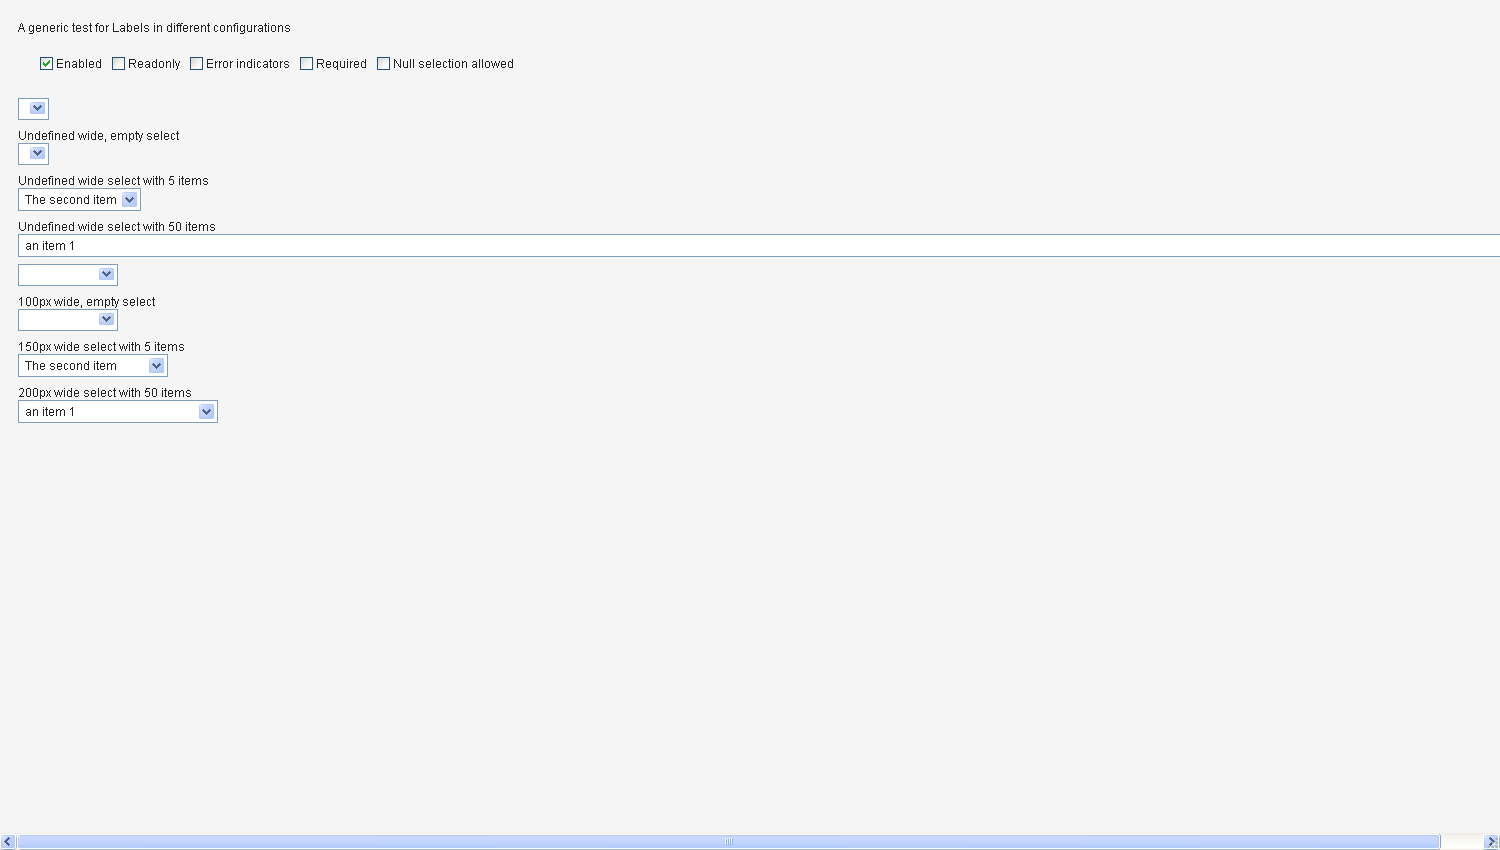 A generic test for Labels in different configurations
Enabled Readonly Error indicators Required Null selection allowed
Undefined wide, empty select
Undefined wide select with 5 items
The second item
Undefined wide select with 50 items
an item 1
100px wide, empty select
150px wide select with 5 items
The second item
200px wide select with 50 items
an item 1